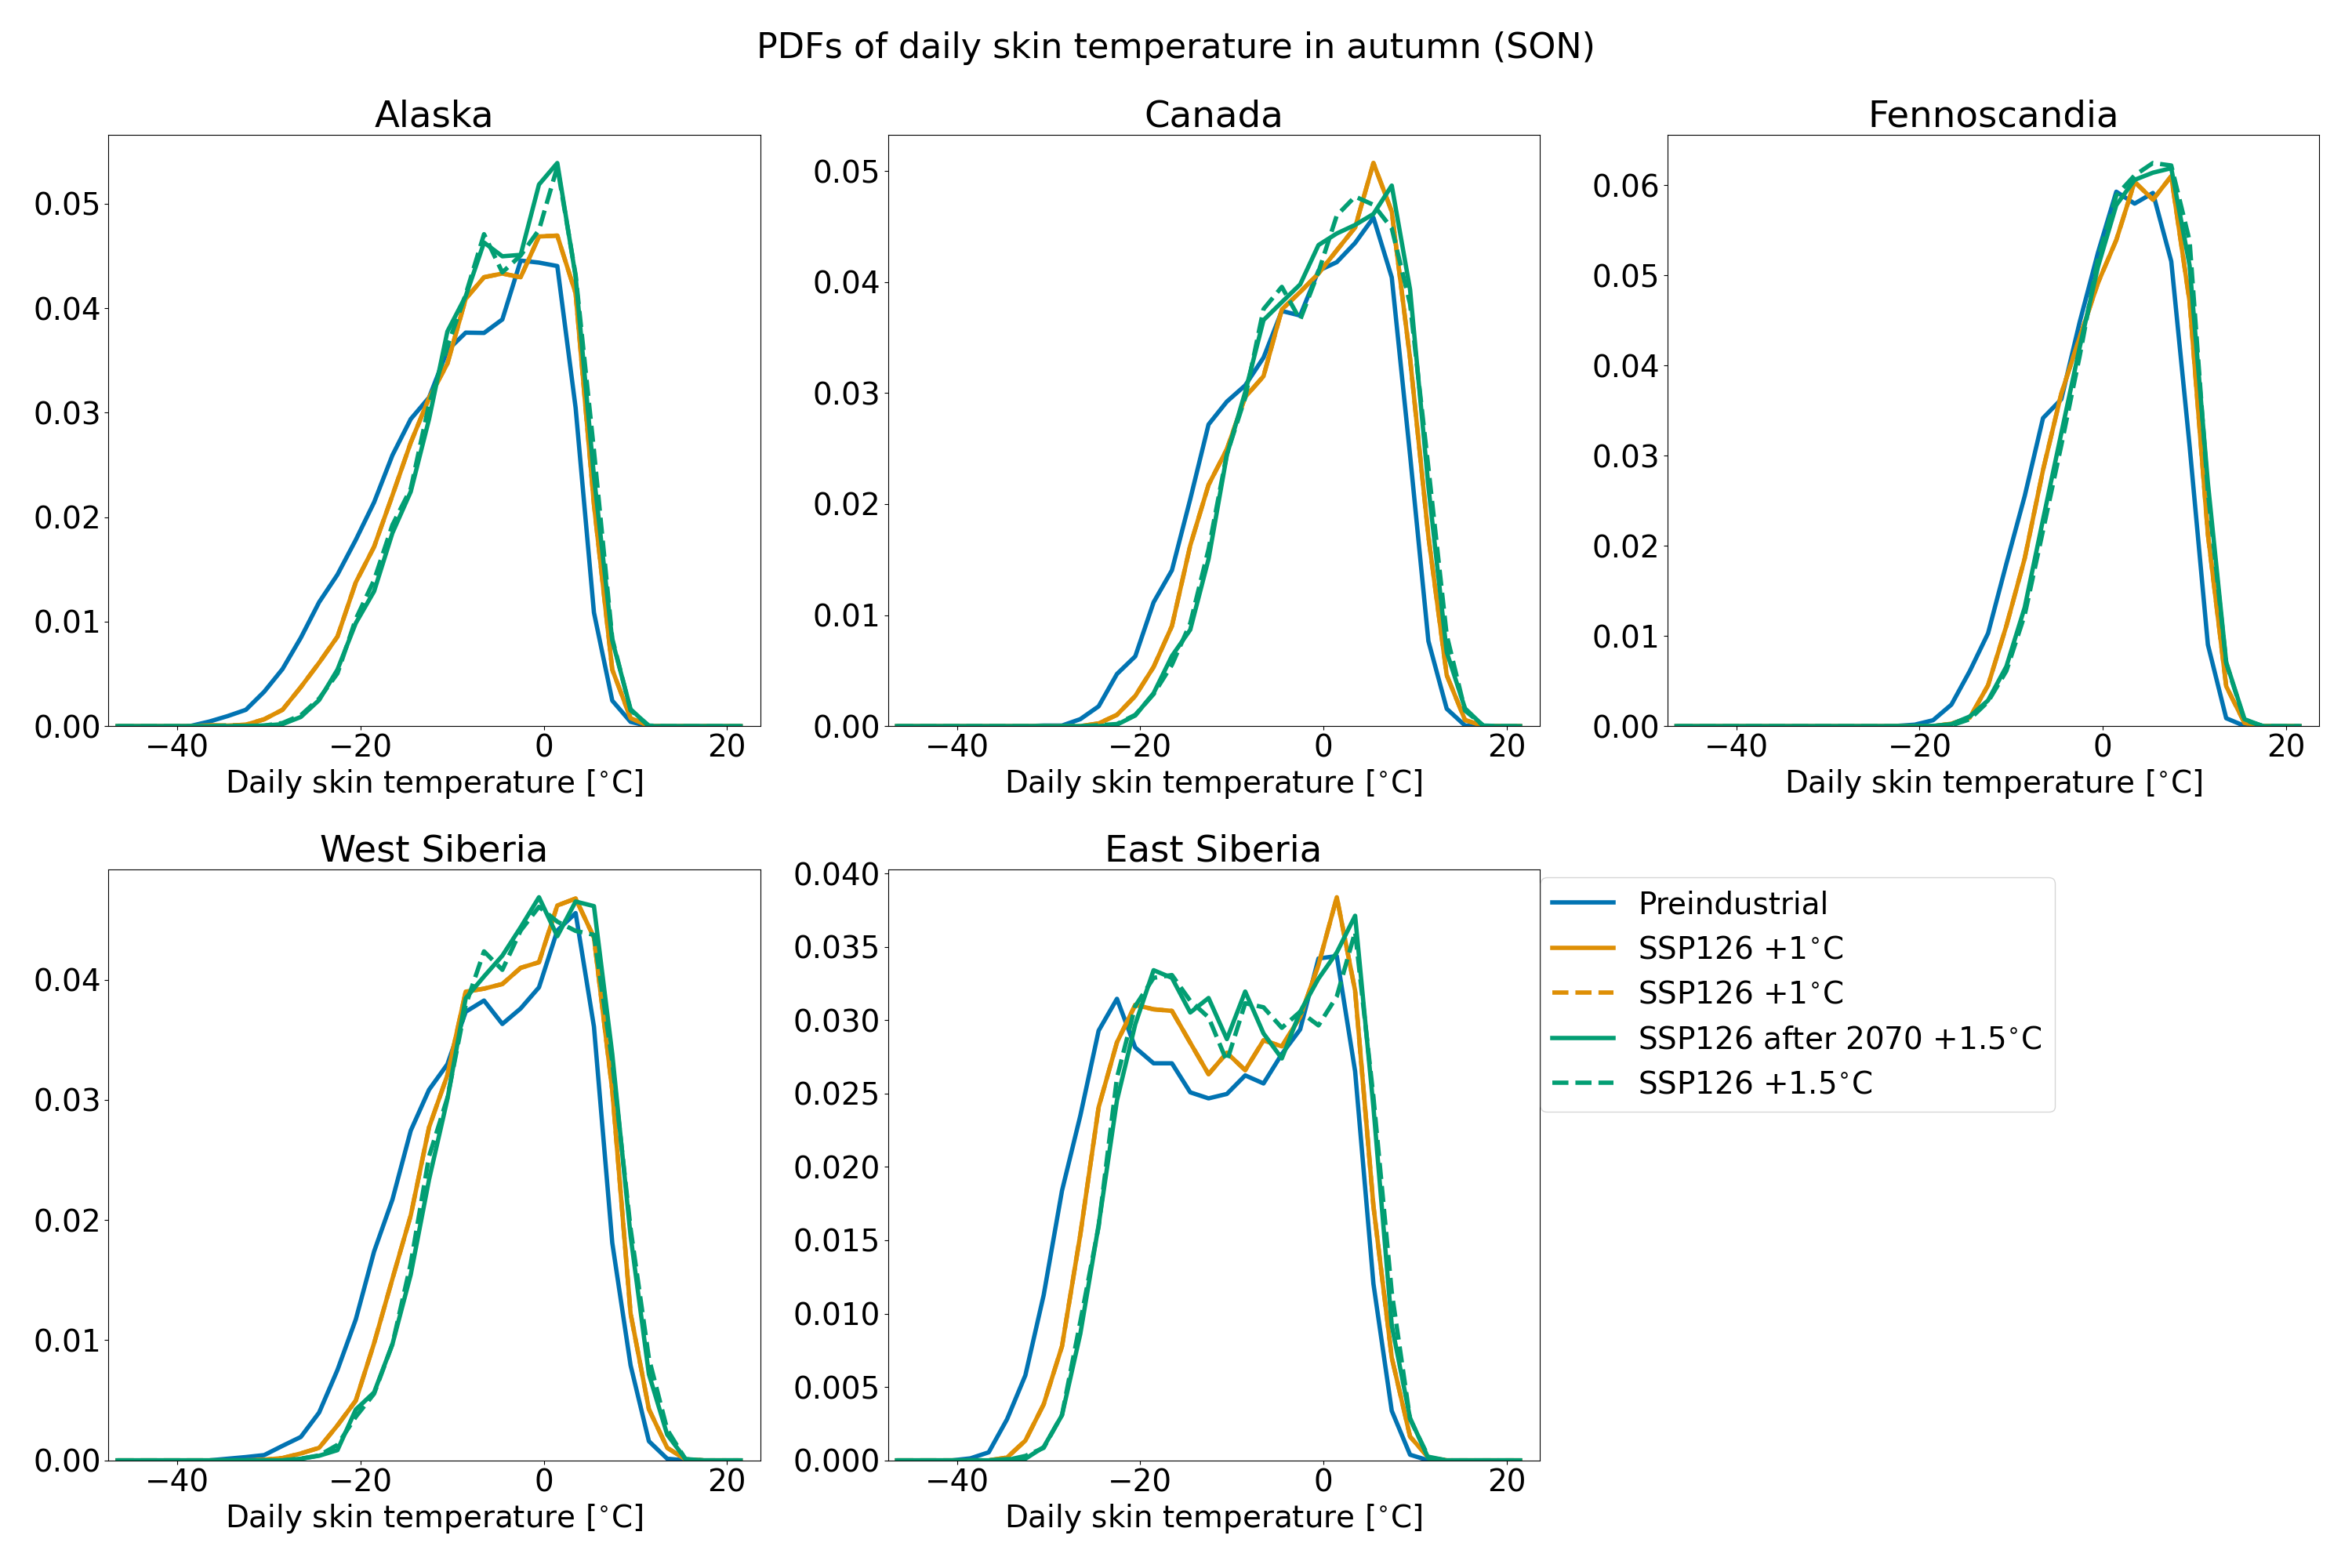 PDFs of daily skin temperature in autumn (SON)
Alaska
0.05
0.04
0.03
0.02
0.01
0.00
−40 −20 0 20
Daily skin temperature [°C]
Canada
0.05
0.04
0.03
0.02
0.01
0.00
−40 −20 0 20
Daily skin temperature [°C]
Fennoscandia
0.06
0.05
0.04
0.03
0.02
0.01
0.00
−40 −20 0 20
Daily skin temperature [°C]
West Siberia
0.04
0.03
0.02
0.01
0.00
−40 −20 0 20
Daily skin temperature [°C]
East Siberia
0.040
0.035
0.030
0.025
0.020
0.015
0.010
0.005
0.000
−40 −20 0 20
Daily skin temperature [°C]
Preindustrial
SSP126 +1°C
SSP126 +1°C
SSP126 after 2070 +1.5°C
SSP126 +1.5°C